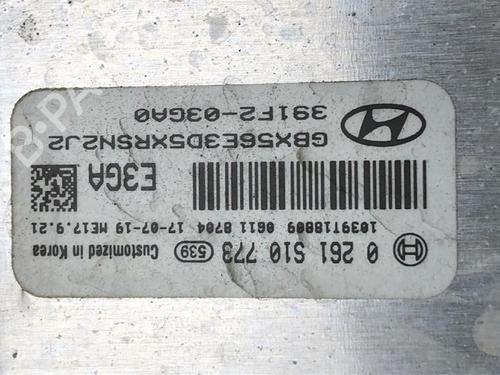 0 261 510 773 539 Customized in Korea
1039T18809 0611 8704 17-07-19 ME17.9.21
E3GA
GBX56E3D5XRSN2J2
391F2-03GA0